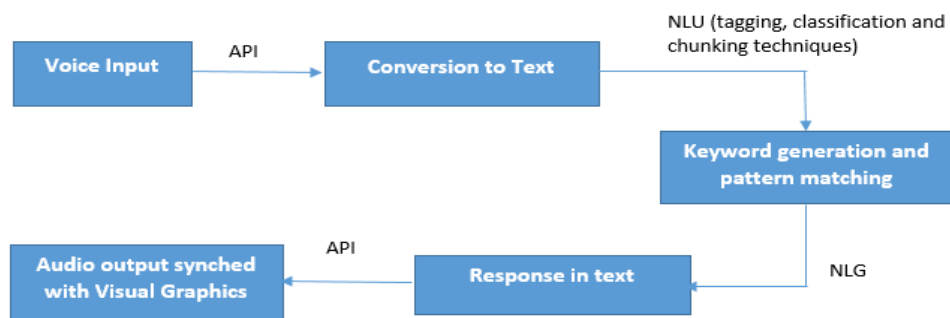 NLU (tagging, classification and
chunking techniques)
Voice Input
API
Conversion to Text
Keyword generation and
pattern matching
NLG
Response in text
API
Audio output synched
with Visual Graphics